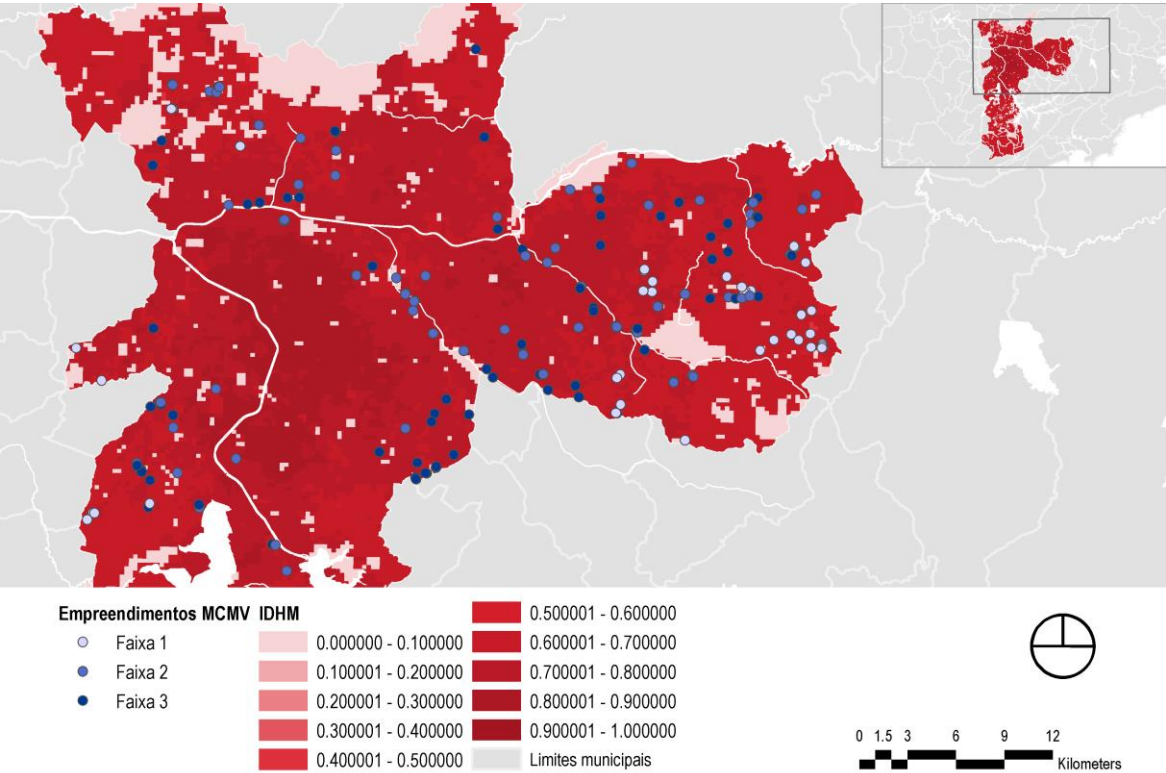 Empreendimentos MCMV
Faixa 1
Faixa 2
Faixa 3
IDHM
0.000000 - 0.100000
0.100001 - 0.200000
0.200001 - 0.300000
0.300001 - 0.400000
0.400001 - 0.500000
0.500001 - 0.600000
0.600001 - 0.700000
0.700001 - 0.800000
0.800001 - 0.900000
0.900001 - 1.000000
Limites municipais
0 1.5 3 6 9 12
Kilometers